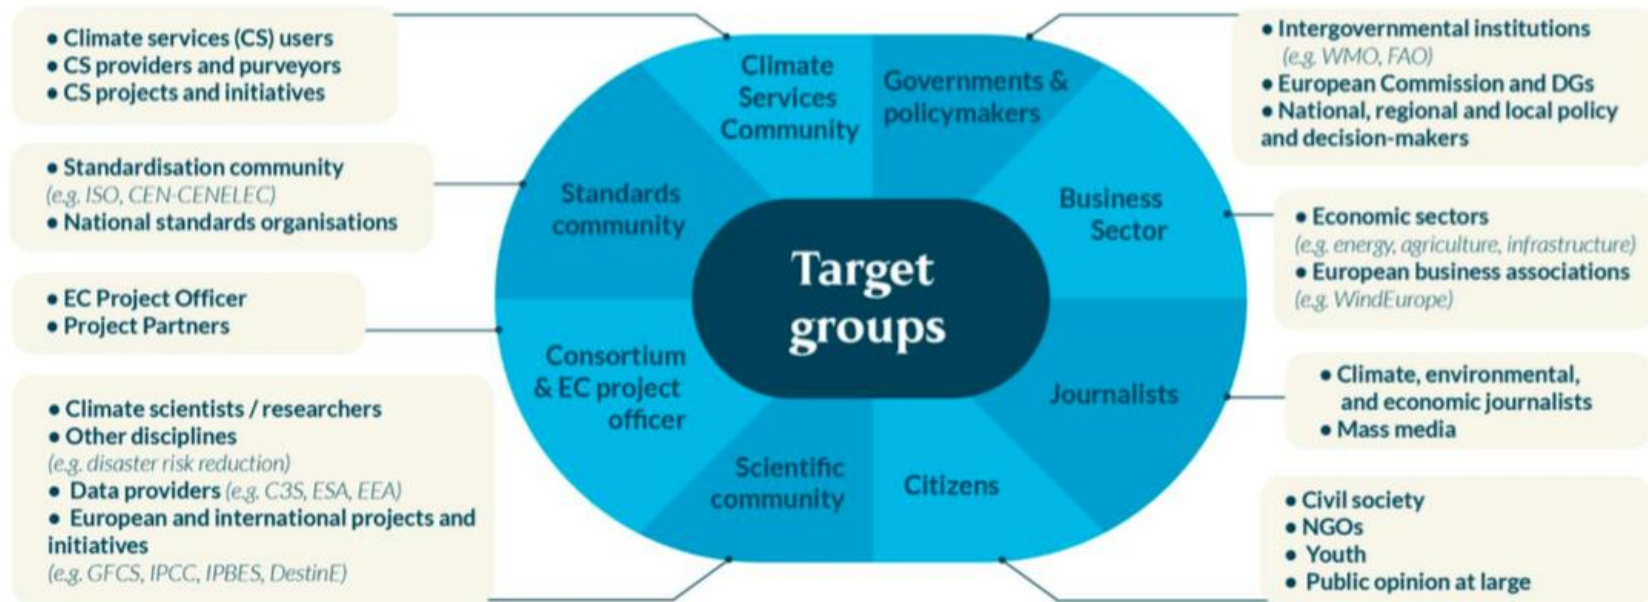 • Climate services (CS) users
• CS providers and purveyors
• CS projects and initiatives
• Standardisation community
(e.g. ISO, CEN-CENELEC)
• National standards organisations
• EC Project Officer
• Project Partners
• Climate scientists / researchers
• Other disciplines
(e.g. disaster risk reduction)
• Data providers (e.g. C3S, ESA, EEA)
• European and international projects and
initiatives
(e.g. GFCS, IPCC, IPBES, DestinE)
Climate
Services
Community
Governments &
policymakers
Standards
community
Business
Sector
Target
groups
Consortium
& EC project
officer
Journalists
Scientific
community
Citizens
• Intergovernmental institutions
(e.g. WMO, FAO)
• European Commission and DGs
• National, regional and local policy
and decision-makers
• Economic sectors
(e.g. energy, agriculture, infrastructure)
• European business associations
(e.g. WindEurope)
• Climate, environmental,
and economic journalists
• Mass media
• Civil society
• NGOs
• Youth
• Public opinion at large